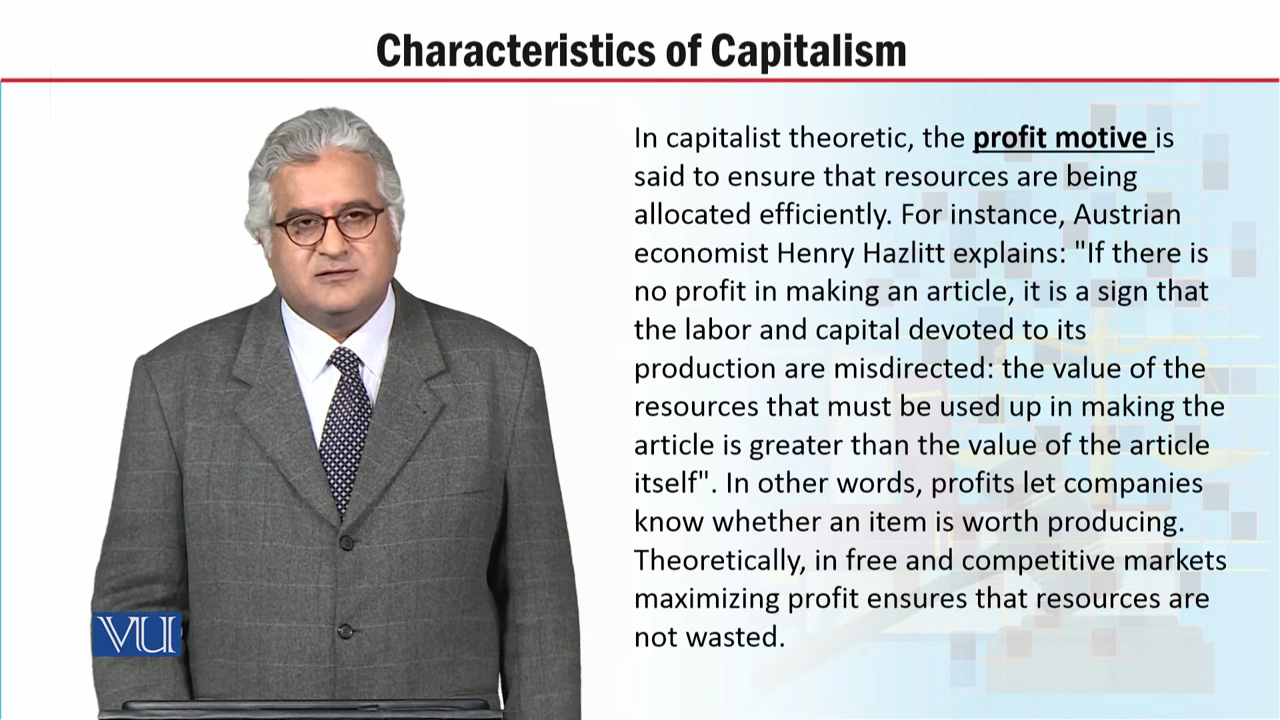 Characteristics of Capitalism
In capitalist theoretic, the profit motive is
said to ensure that resources are being
allocated efficiently. For instance, Austrian
economist Henry Hazlitt explains: "If there is
no profit in making an article, it is a sign that
the labor and capital devoted to its
production are misdirected: the value of the
resources that must be used up in making the
article is greater than the value of the article
itself". In other words, profits let companies
know whether an item is worth producing.
Theoretically, in free and competitive markets
maximizing profit ensures that resources are
not wasted.
VU